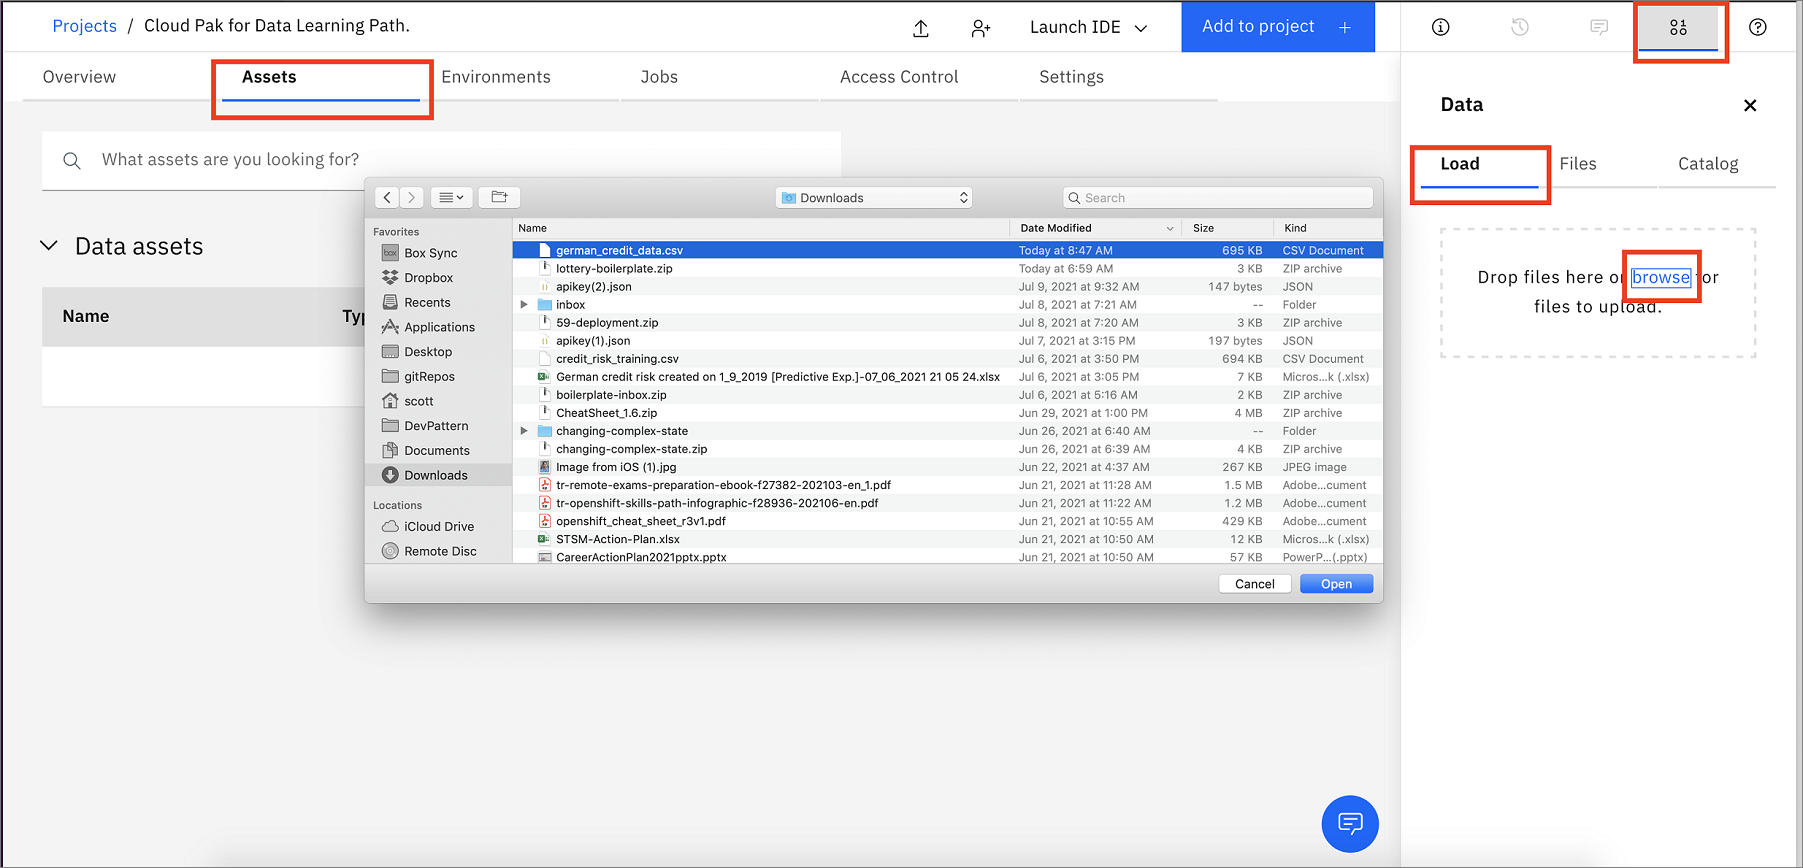 Projects / Cloud Pak for Data Learning Path.
Launch IDE
Add to project +
Overview
Assets
Environments
Jobs
Access Control
Settings
What assets are you looking for?
Data assets
Name
Typ
Downloads
Search
Favorites
Box Sync
Dropbox
Recents
Applications
Desktop
gitRepos
scott
DevPattern
Documents
Downloads
Locations
iCloud Drive
Remote Disc
Name Date Modified Size Kind
german_credit_data.csv Today at 8:47 AM 695 KB CSV Document
lottery-boilerplate.zip Today at 6:59 AM 3 KB ZIP archive
apikey(2).json Jul 9, 2021 at 9:32 AM 147 bytes JSON
inbox Jul 8, 2021 at 7:21 AM -- Folder
59-deployment.zip Jul 8, 2021 at 7:20 AM 3 KB ZIP archive
apikey(1).json Jul 7, 2021 at 3:15 PM 197 bytes JSON
credit_risk_training.csv Jul 6, 2021 at 3:50 PM 694 KB CSV Document
German credit risk created on 1_9_2019 [Predictive Exp.]-07_06_2021 21 05 24.xlsx Jul 6, 2021 at 3:05 PM 7 KB Micros...k (.xlsx)
boilerplate-inbox.zip Jul 6, 2021 at 5:16 AM 2 KB ZIP archive
CheatSheet_1.6.zip Jun 29, 2021 at 1:00 PM 4 MB ZIP archive
changing-complex-state Jun 26, 2021 at 6:40 AM -- Folder
changing-complex-state.zip Jun 26, 2021 at 6:39 AM 4 KB ZIP archive
Image from iOS (1).jpg Jun 22, 2021 at 4:37 AM 267 KB JPEG image
tr-remote-exams-preparation-ebook-f27382-202103-en_1.pdf Jun 21, 2021 at 11:28 AM 1.5 MB Adobe...cument
tr-openshift-skills-path-infographic-f28936-202106-en.pdf Jun 21, 2021 at 11:22 AM 1.2 MB Adobe...cument
openshift_cheat_sheet_r3v1.pdf Jun 21, 2021 at 10:55 AM 429 KB Adobe...cument
STSM-Action-Plan.xlsx Jun 21, 2021 at 10:50 AM 12 KB Micros...k (.xlsx)
CareerActionPlan2021pptx.pptx Jun 21, 2021 at 10:50 AM 57 KB PowerP...(.pptx)
Cancel
Open
Data
Load
Files
Catalog
Drop files here or browse for
files to upload.